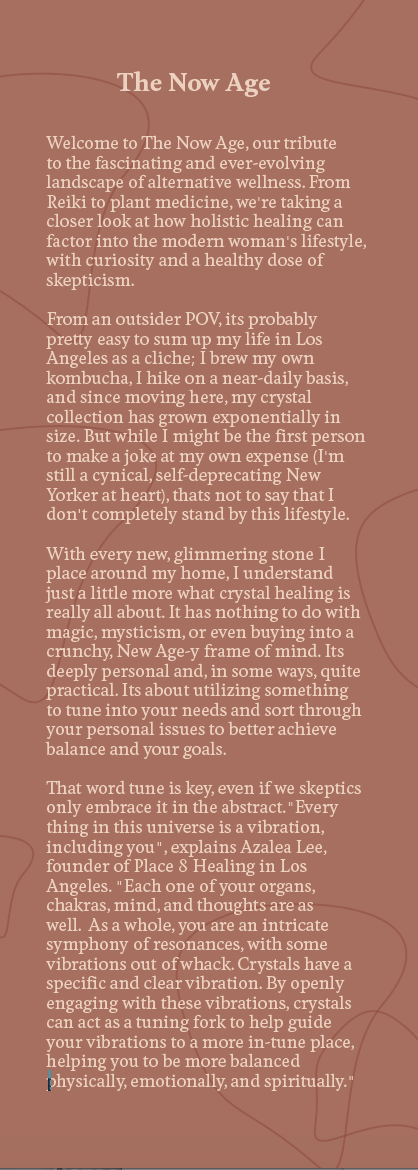 The Now Age
Welcome to The Now Age, our tribute
to the fascinating and ever-evolving
landscape of alternative wellness. From
Reiki to plant medicine, we're taking a
closer look at how holistic healing can
factor into the modern woman's lifestyle,
with curiosity and a healthy dose of
skepticism.
From an outsider POV, its probably
pretty easy to sum up my life in Los
Angeles as a cliche; I brew my own
kombucha, I hike on a near-daily basis,
and since moving here, my crystal
collection has grown exponentially in
size. But while I might be the first person
to make a joke at my own expense (I'm
still a cynical, self-deprecating New
Yorker at heart), thats not to say that I
don't completely stand by this lifestyle.
With every new, glimmering stone I
place around my home, I understand
just a little more what crystal healing is
really all about. It has nothing to do with
magic, mysticism, or even buying into a
crunchy, New Age-y frame of mind. Its
deeply personal and, in some ways, quite
practical. Its about utilizing something
to tune into your needs and sort through
your personal issues to better achieve
balance and your goals.
That word tune is key, even if we skeptics
only embrace it in the abstract."Every
thing in this universe is a vibration,
including you", explains Azalea Lee,
founder of Place 8 Healing in Los
Angeles. "Each one of your organs,
chakras, mind, and thoughts are as
well.  As a whole, you are an intricate
symphony of resonances, with some
vibrations out of whack. Crystals have a
specific and clear vibration. By openly
engaging with these vibrations, crystals
can act as a tuning fork to help guide
your vibrations to a more in-tune place,
helping you to be more balanced
physically, emotionally, and spiritually."